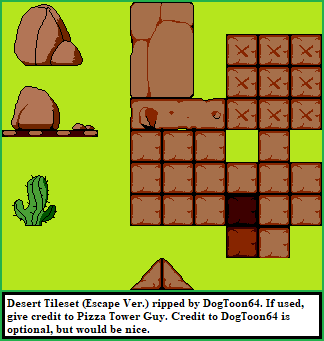 Desert Tileset (Escape Ver.) ripped by DogToon64. If used,
give credit to Pizza Tower Guy. Credit to DogToon64 is
optional, but would be nice.